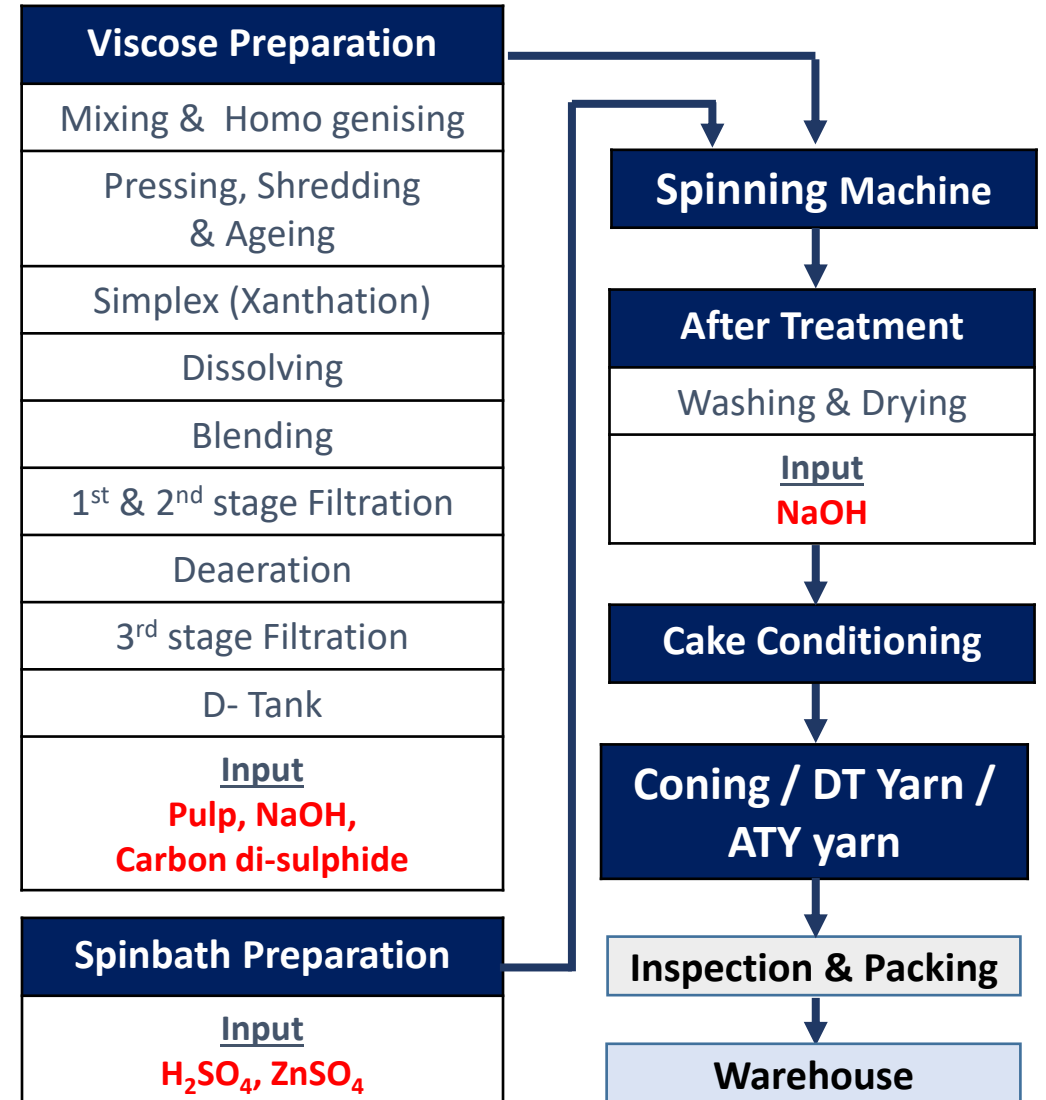 Viscose Preparation
Mixing & Homo genising
Pressing, Shredding
& Ageing
Simplex (Xanthation)
Dissolving
Blending
1st & 2nd stage Filtration
Deaeration
3rd stage Filtration
D- Tank
Input
Pulp, NaOH,
Carbon di-sulphide
Spinbath Preparation
Input
H₂SO₄, ZnSO₄
Spinning Machine
After Treatment
Washing & Drying
Input
NaOH
Cake Conditioning
Coning / DT Yarn /
ATY yarn
Inspection & Packing
Warehouse